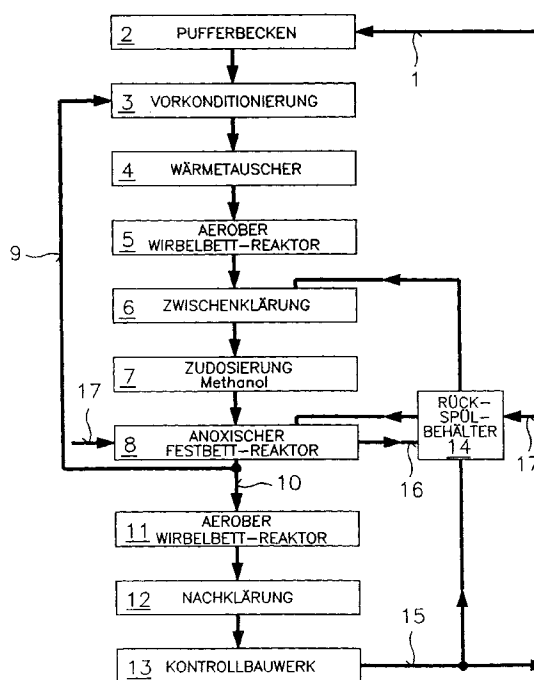 2 PUFFERBECKEN
1
3 VORKONDITIONIERUNG
4 WÄRMETAUSCHER
5 AEROBER
WIRBELBETT-REAKTOR
9
6 ZWISCHENKLÄRUNG
7 ZUDOSIERUNG
Methanol
17
8 ANOXISCHER
FESTBETT-REAKTOR
RÜCK-
SPÜL-
BEHÄLTER
14
16
17
10
11 AEROBER
WIRBELBETT-REAKTOR
12 NACHKLÄRUNG
13 KONTROLLBAUWERK
15